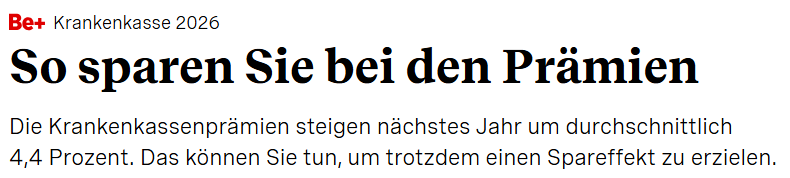 Be+ Krankenkasse 2026
So sparen Sie bei den Prämien
Die Krankenkassenprämien steigen nächstes Jahr um durchschnittlich
4,4 Prozent. Das können Sie tun, um trotzdem einen Spareffekt zu erzielen.